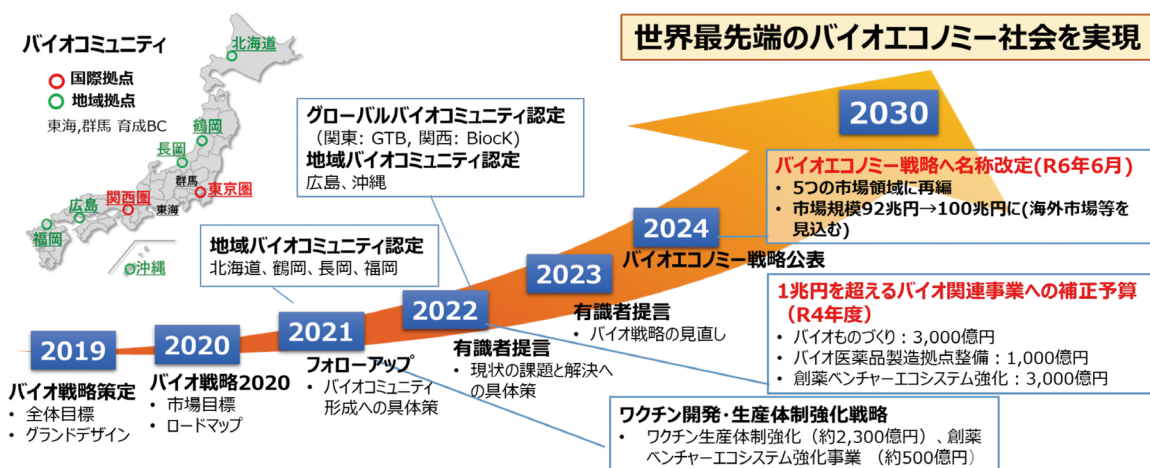 世界最先端のバイオエコノミー社会を実現
バイオコミュニティ
国際拠点
地域拠点
東海,群馬 育成BC
北海道
鶴岡
長岡
群馬
東京圏
関西圏
東海
広島
福岡
沖縄
グローバルバイオコミュニティ認定
（関東: GTB, 関西: BiocK）
地域バイオコミュニティ認定
広島、沖縄
地域バイオコミュニティ認定
北海道、鶴岡、長岡、福岡
2019
バイオ戦略策定
• 全体目標
• グランドデザイン
2020
バイオ戦略2020
• 市場目標
• ロードマップ
2021
フォローアップ
• バイオコミュニティ
形成への具体策
2022
有識者提言
• 現状の課題と解決へ
の具体策
2023
有識者提言
• バイオ戦略の見直し
2024
バイオエコノミー戦略公表
2030
バイオエコノミー戦略へ名称改定(R6年6月)
• 5つの市場領域に再編
• 市場規模92兆円→100兆円に(海外市場等を
見込む)
1兆円を超えるバイオ関連事業への補正予算
（R4年度）
• バイオものづくり：3,000億円
• バイオ医薬品製造拠点整備：1,000億円
• 創薬ベンチャーエコシステム強化：3,000億円
ワクチン開発・生産体制強化戦略
• ワクチン生産体制強化（約2,300億円）、創薬
ベンチャーエコシステム強化事業 （約500億円）